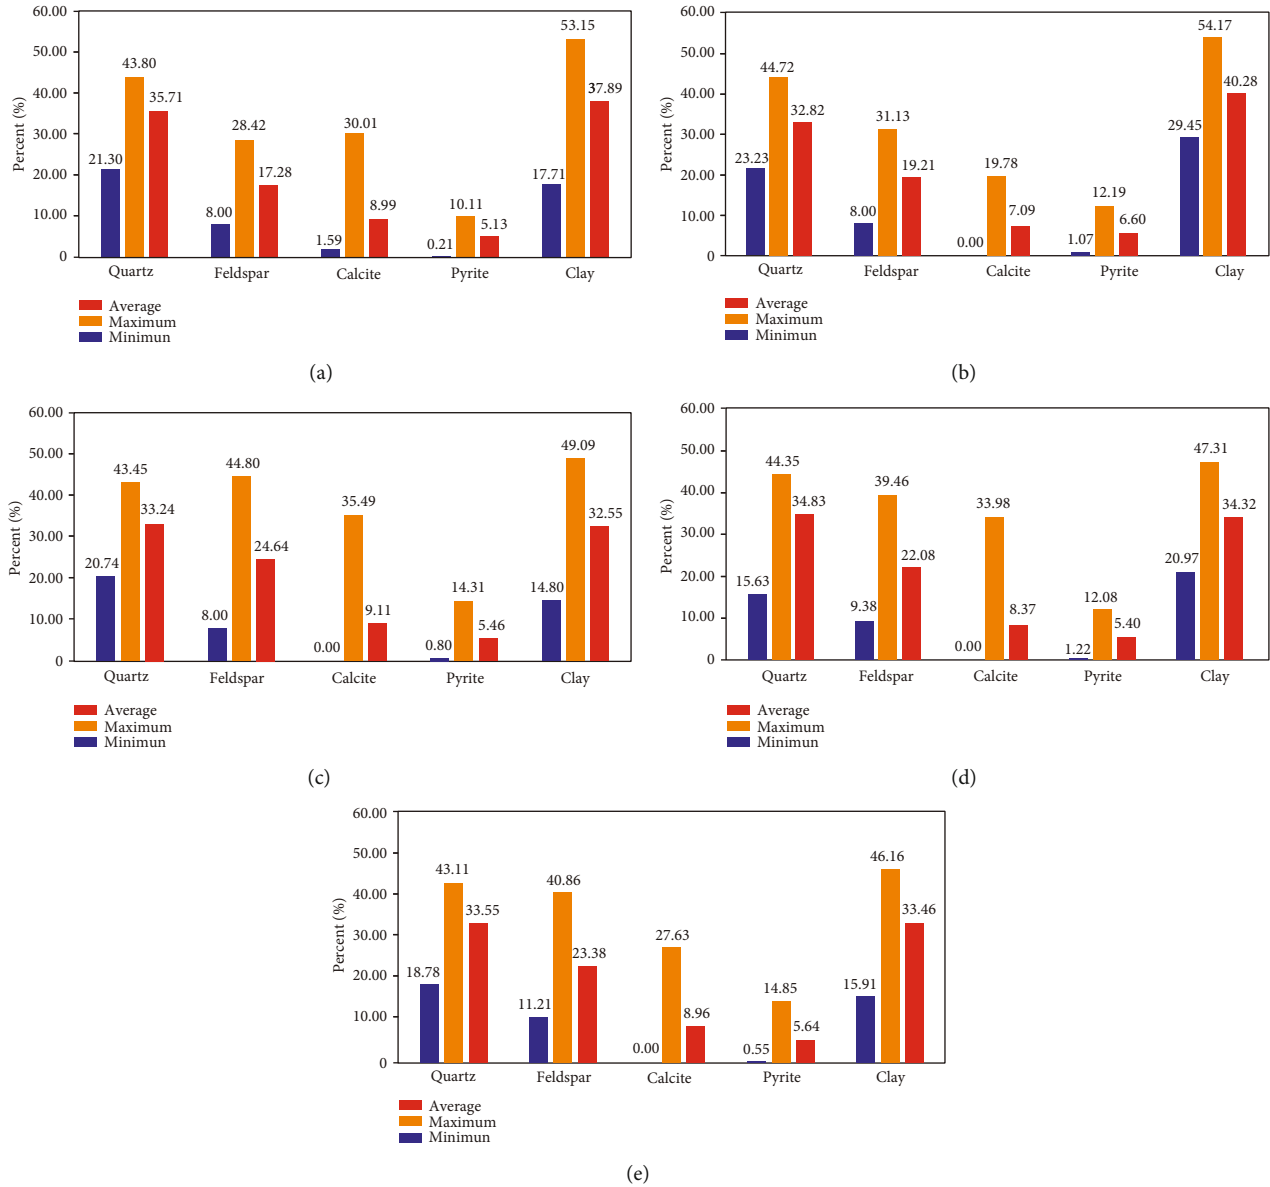 60.00
50.00
40.00
30.00
20.00
10.00
0
Percent (%)
21.30 43.80 35.71
8.00 28.42 17.28
1.59 30.01 8.99
0.21 10.11 5.13
17.71 53.15 37.89
Quartz Feldspar Calcite Pyrite Clay
Average
Maximum
Minimun
(a)
60.00
50.00
40.00
30.00
20.00
10.00
0
Percent (%)
23.23 44.72 32.82
8.00 31.13 19.21
0.00 19.78 7.09
1.07 12.19 6.60
29.45 54.17 40.28
Quartz Feldspar Calcite Pyrite Clay
Average
Maximum
Minimun
(b)
60.00
50.00
40.00
30.00
20.00
10.00
0
Percent (%)
20.74 43.45 33.24
8.00 44.80 24.64
0.00 35.49 9.11
0.80 14.31 5.46
14.80 49.09 32.55
Quartz Feldspar Calcite Pyrite Clay
Average
Maximum
Minimun
(c)
60.00
50.00
40.00
30.00
20.00
10.00
0
Percent (%)
15.63 44.35 34.83
9.38 39.46 22.08
0.00 33.98 8.37
1.22 12.08 5.40
20.97 47.31 34.32
Quartz Feldspar Calcite Pyrite Clay
Average
Maximum
Minimun
(d)
60.00
50.00
40.00
30.00
20.00
10.00
0
Percent (%)
18.78 43.11 33.55
11.21 40.86 23.38
0.00 27.63 8.96
0.55 14.85 5.64
15.91 46.16 33.46
Quartz Feldspar Calcite Pyrite Clay
Average
Maximum
Minimun
(e)